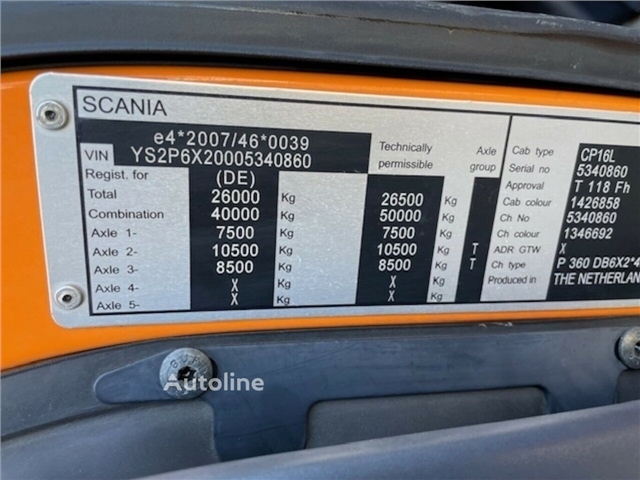 SCANIA
e4*2007/46*0039
VIN YS2P6X20005340860
Technically permissible
Axle group
Regist. for (DE)
Total 26000 Kg 26500 Kg
Combination 40000 Kg 50000 Kg
Axle 1- 7500 Kg 7500 Kg
Axle 2- 10500 Kg 10500 Kg T
Axle 3- 8500 Kg 8500 Kg T
Axle 4- X Kg X Kg
Axle 5- X Kg X Kg
Cab type CP16L
Serial no 5340860
Approval T 118 Fh
Cab colour 1426858
Ch No 5340860
Ch colour 1346692
ADR GTW X
Ch type P 360 DB6X2*4
Produced in THE NETHERLAN
Autoline